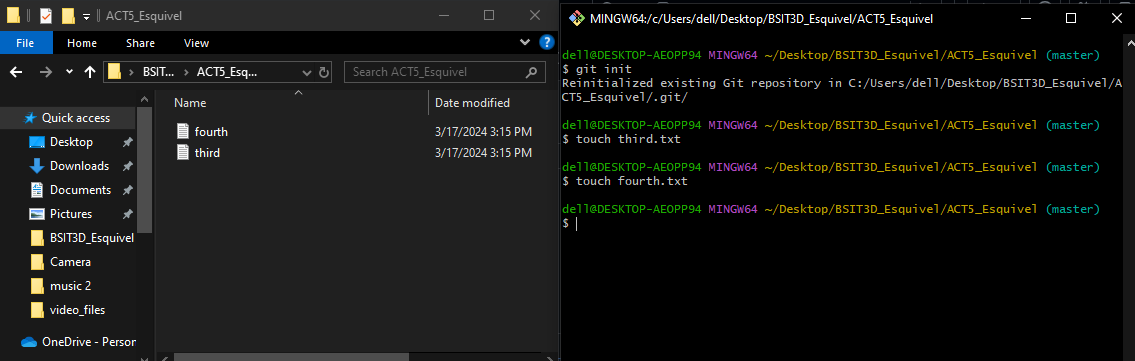 ACT5_Esquivel
File
Home
Share
View
BSIT...
ACT5_Esq...
Search ACT5_Esquivel
Quick access
Desktop
Downloads
Documents
Pictures
BSIT3D_Esquivel
Camera
music 2
video_files
OneDrive - Person
Name
Date modified
fourth
3/17/2024 3:15 PM
third
3/17/2024 3:15 PM
MINGW64:/c/Users/dell/Desktop/BSIT3D_Esquivel/ACT5_Esquivel
dell@DESKTOP-AEOPP94 MINGW64 ~/Desktop/BSIT3D_Esquivel/ACT5_Esquivel (master)
$ git init
Reinitialized existing Git repository in C:/Users/dell/Desktop/BSIT3D_Esquivel/A
CT5_Esquivel/.git/
dell@DESKTOP-AEOPP94 MINGW64 ~/Desktop/BSIT3D_Esquivel/ACT5_Esquivel (master)
$ touch third.txt
dell@DESKTOP-AEOPP94 MINGW64 ~/Desktop/BSIT3D_Esquivel/ACT5_Esquivel (master)
$ touch fourth.txt
dell@DESKTOP-AEOPP94 MINGW64 ~/Desktop/BSIT3D_Esquivel/ACT5_Esquivel (master)
$